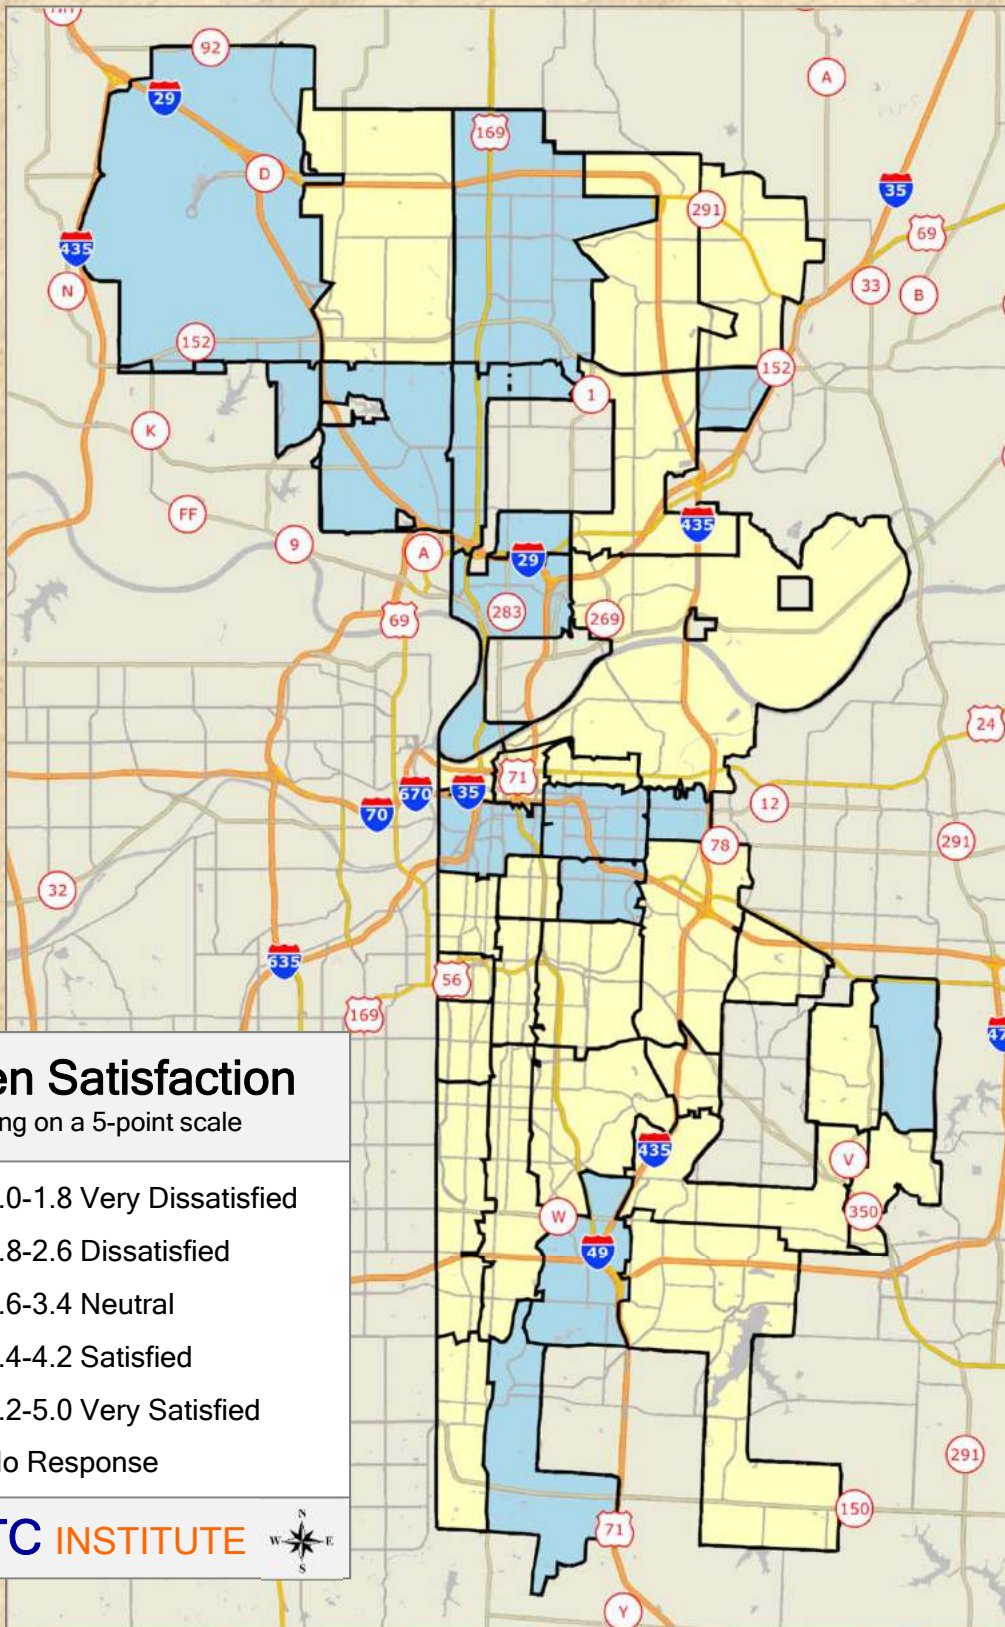 92
A
29
169
D
35
291
69
435
N
33
B
152
152
1
K
FF
435
9
A
29
283
269
69
24
71
670
35
70
12
78
291
32
635
56
169
47
en Satisfaction
ng on a 5-point scale
435
V
.0-1.8 Very Dissatisfied
350
W
.8-2.6 Dissatisfied
49
.6-3.4 Neutral
.4-4.2 Satisfied
.2-5.0 Very Satisfied
o Response
291
150
TC INSTITUTE
N
W E
S
71
Y